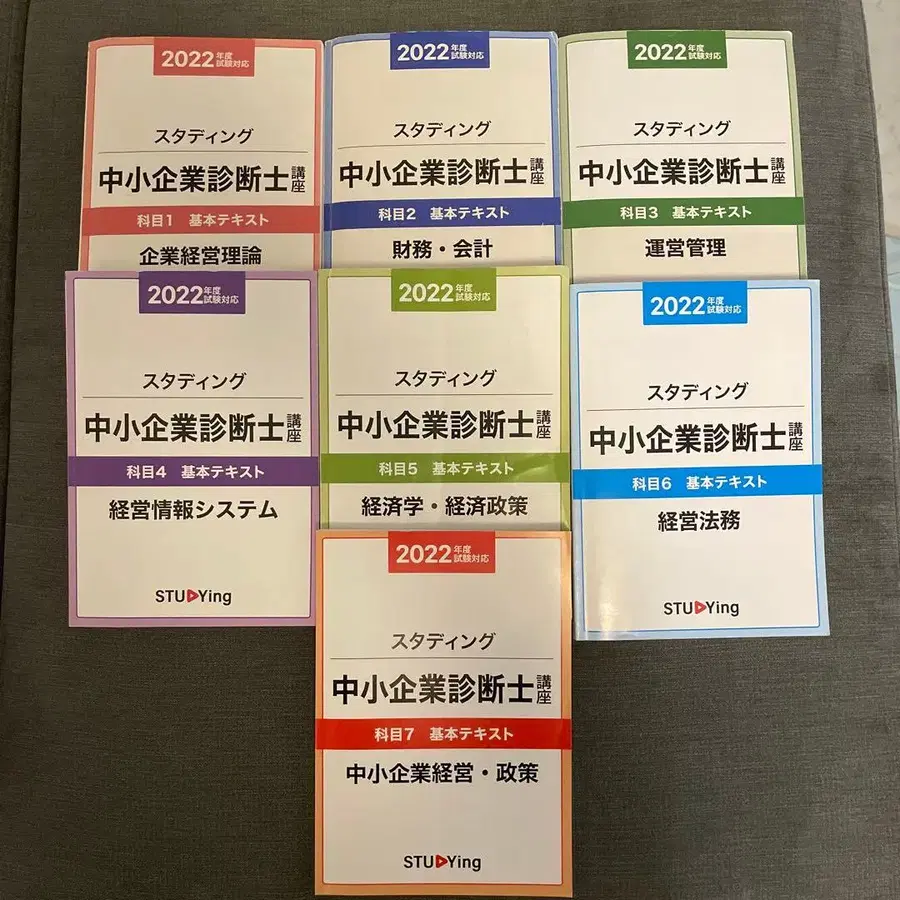 2022年度試験対応
スタディング
中小企業診断士講座
科目1 基本テキスト
企業経営理論
2022年度試験対応
スタディング
中小企業診断士講座
科目2 基本テキスト
財務・会計
2022年度試験対応
スタディング
中小企業診断士講座
科目3 基本テキスト
運営管理
2022年度試験対応
スタディング
中小企業診断士講座
科目4 基本テキスト
経営情報システム
STUDYing
2022年度試験対応
スタディング
中小企業診断士講座
科目5 基本テキスト
経済学・経済政策
2022年度試験対応
スタディング
中小企業診断士講座
科目6 基本テキスト
経営法務
STUDYing
2022年度試験対応
スタディング
中小企業診断士講座
科目7 基本テキスト
中小企業経営・政策
STUDYing